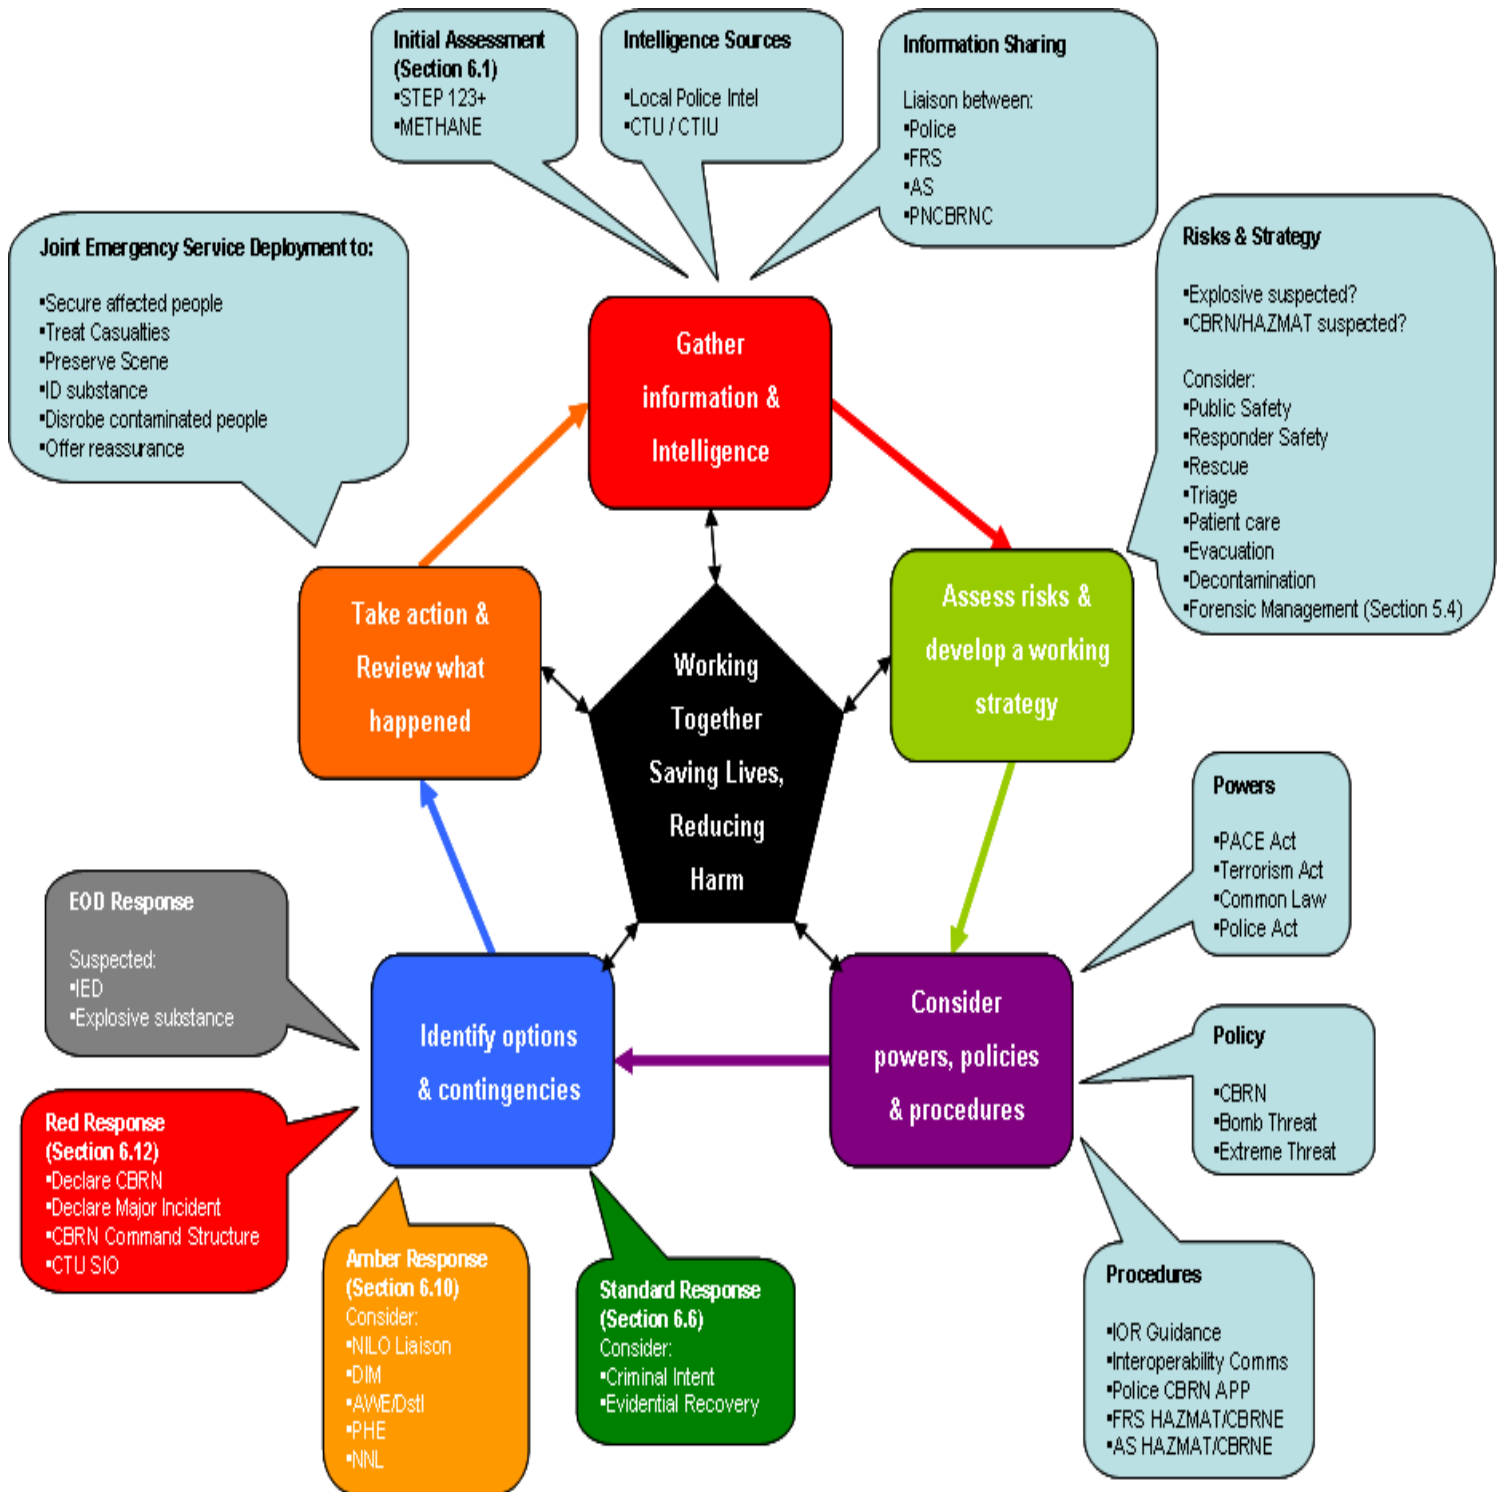 Initial Assessment
(Section 6.1)
▪STEP 123+
▪METHANE
Intelligence Sources
▪Local Police Intel
▪CTU / CTIU
Information Sharing
Liaison between:
▪Police
▪FRS
▪AS
▪PNCBRNC
Joint Emergency Service Deployment to:
▪Secure affected people
▪Treat Casualties
▪Preserve Scene
▪ID substance
▪Disrobe contaminated people
▪Offer reassurance
Risks & Strategy
▪Explosive suspected?
▪CBRN/HAZMAT suspected?
Consider:
▪Public Safety
▪Responder Safety
▪Rescue
▪Triage
▪Patient care
▪Evacuation
▪Decontamination
▪Forensic Management (Section 5.4)
Gather
information &
Intelligence
Assess risks &
develop a working
strategy
Take action &
Review what
happened
Working
Together
Saving Lives,
Reducing
Harm
Powers
▪PACE Act
▪Terrorism Act
▪Common Law
▪Police Act
EOD Response
Suspected:
▪IED
▪Explosive substance
Identify options
& contingencies
Consider
powers, policies
& procedures
Policy
▪CBRN
▪Bomb Threat
▪Extreme Threat
Red Response
(Section 6.12)
▪Declare CBRN
▪Declare Major Incident
▪CBRN Command Structure
▪CTU SIO
Amber Response
(Section 6.10)
Consider:
▪NILO Liaison
▪DIM
▪AWE/Dstl
▪PHE
▪NNL
Standard Response
(Section 6.6)
Consider:
▪Criminal Intent
▪Evidential Recovery
Procedures
▪IOR Guidance
▪Interoperability Comms
▪Police CBRN APP
▪FRS HAZMAT/CBRNE
▪AS HAZMAT/CBRNE